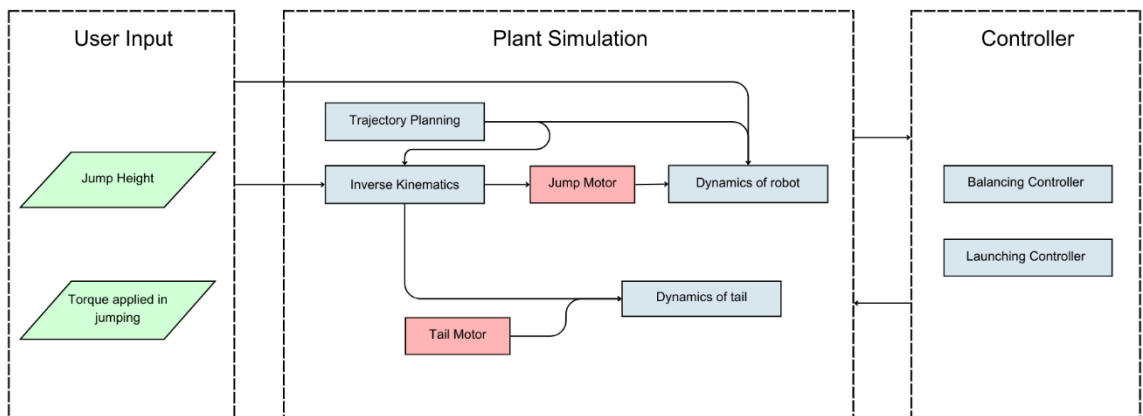 User Input
Jump Height
Torque applied in
jumping
Plant Simulation
Trajectory Planning
Inverse Kinematics
Jump Motor
Dynamics of robot
Dynamics of tail
Tail Motor
Controller
Balancing Controller
Launching Controller